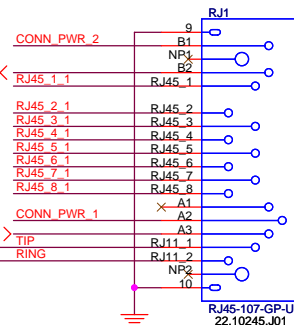 RJ1
9
CONN_PWR_2 B1
NP1
B2
RJ45_1_1 RJ45_1
RJ45_2_1 RJ45_2
RJ45_3_1 RJ45_3
RJ45_4_1 RJ45_4
RJ45_5_1 RJ45_5
RJ45_6_1 RJ45_6
RJ45_7_1 RJ45_7
RJ45_8_1 RJ45_8
A1
CONN_PWR_1 A2
A3
TIP RJ11_1
RING RJ11_2
NP2
10
RJ45-107-GP-U
22.10245.J01